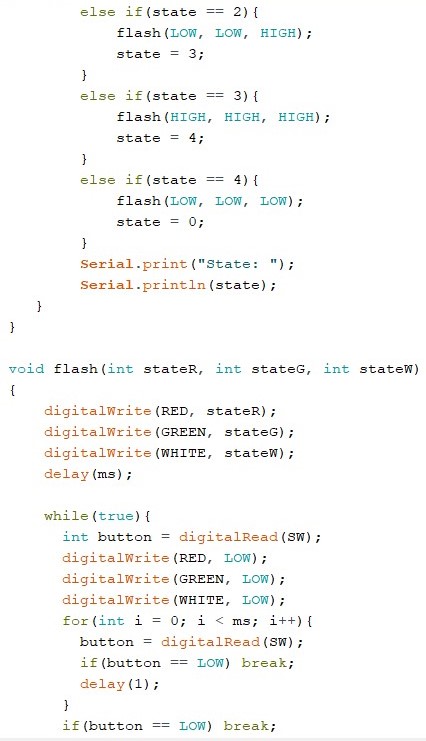 else if(state == 2){
flash(LOW, LOW, HIGH);
state = 3;
}
else if(state == 3){
flash(HIGH, HIGH, HIGH);
state = 4;
}
else if(state == 4){
flash(LOW, LOW, LOW);
state = 0;
}
Serial.print("State: ");
Serial.println(state);
}
}
void flash(int stateR, int stateG, int stateW)
{
digitalWrite(RED, stateR);
digitalWrite(GREEN, stateG);
digitalWrite(WHITE, stateW);
delay(ms);
while(true){
int button = digitalRead(SW);
digitalWrite(RED, LOW);
digitalWrite(GREEN, LOW);
digitalWrite(WHITE, LOW);
for(int i = 0; i < ms; i++){
button = digitalRead(SW);
if(button == LOW) break;
delay(1);
}
if(button == LOW) break;